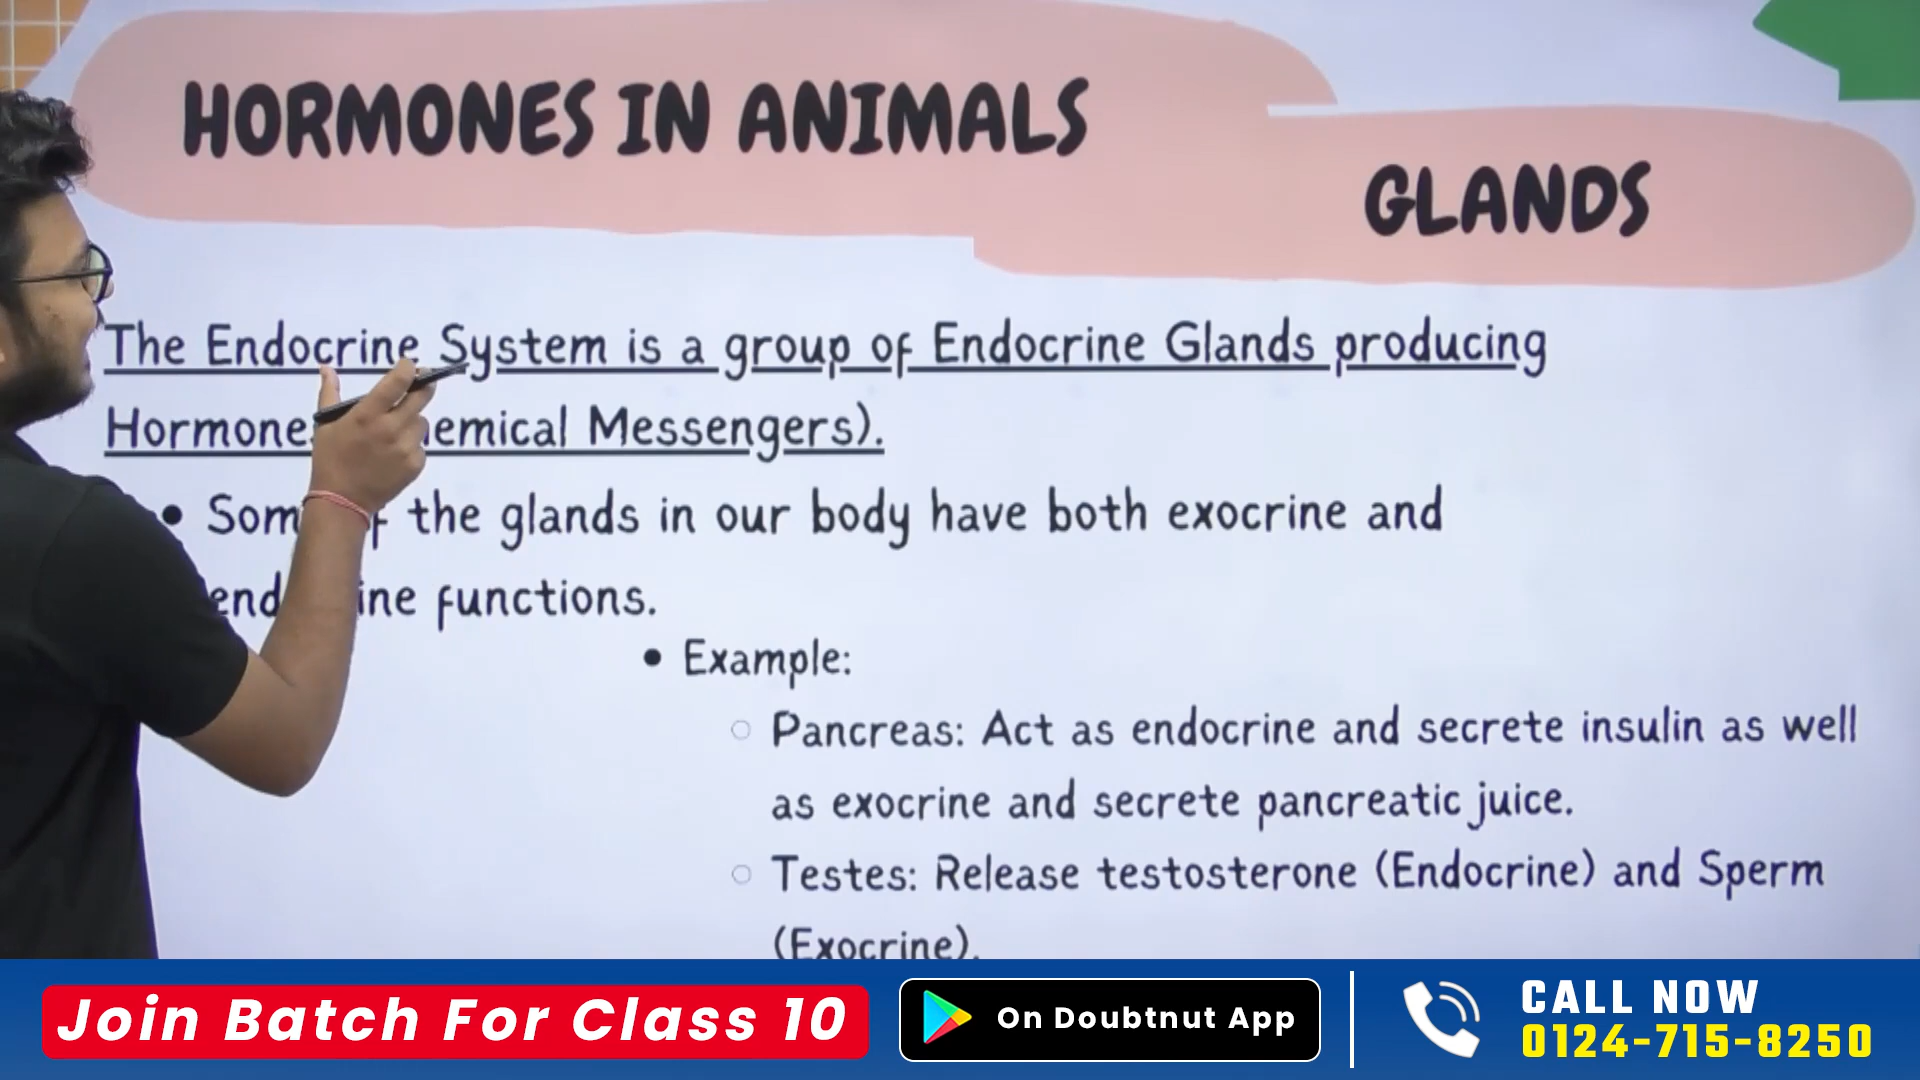 HORMONES IN ANIMALS
GLANDS
The Endocrine System is a group of Endocrine Glands producing
Hormone emical Messengers).
• Som f the glands in our body have both exocrine and
end ine functions.
• Example:
○ Pancreas: Act as endocrine and secrete insulin as well
as exocrine and secrete pancreatic juice.
○ Testes: Release testosterone (Endocrine) and Sperm
(Exocrine).
Join Batch For Class 10
On Doubtnut App
CALL NOW
0124-715-8250